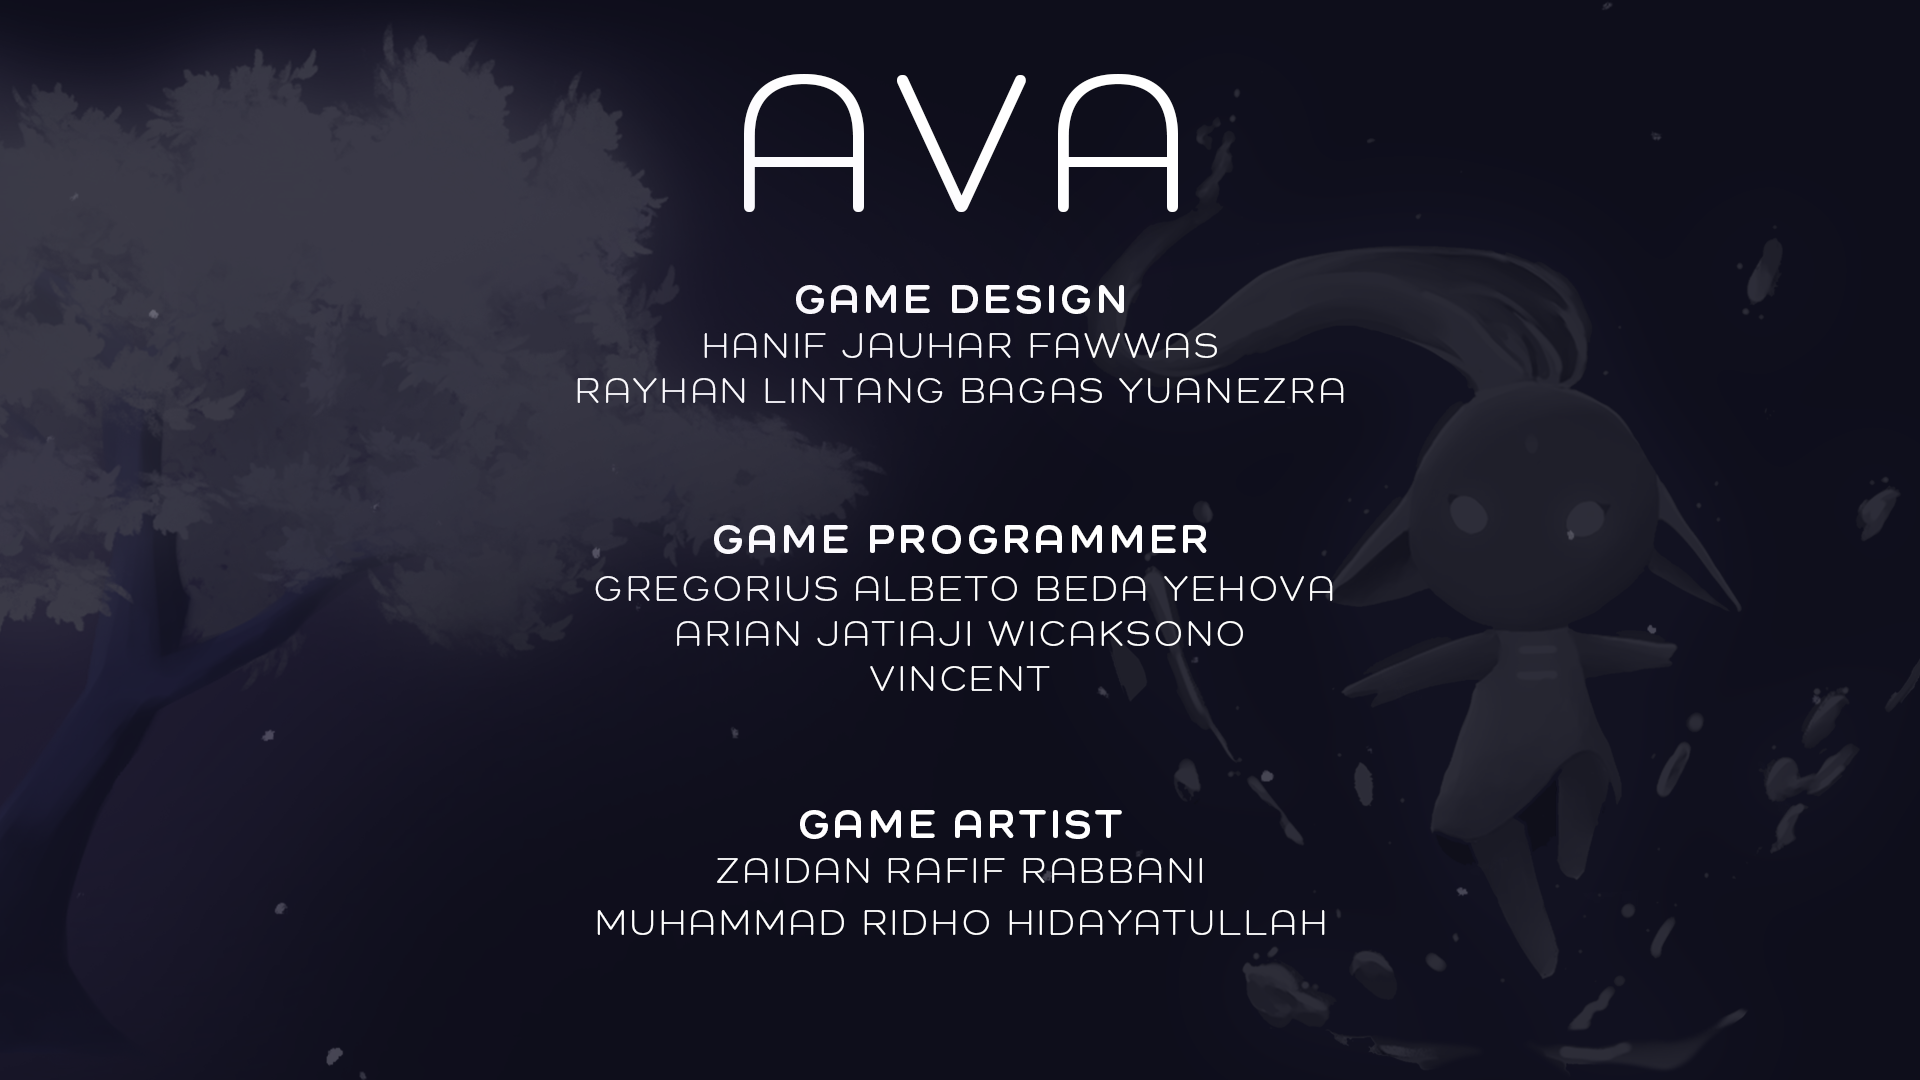 AVA
GAME DESIGN
HANIF JAUHAR FAWWAS
RAYHAN LINTANG BAGAS YUANEZRA
GAME PROGRAMMER
GREGORIUS ALBETO BEDA YEHOVA
ARIAN JATIAJI WICAKSONO
VINCENT
GAME ARTIST
ZAIDAN RAFIF RABBANI
MUHAMMAD RIDHO HIDAYATULLAH